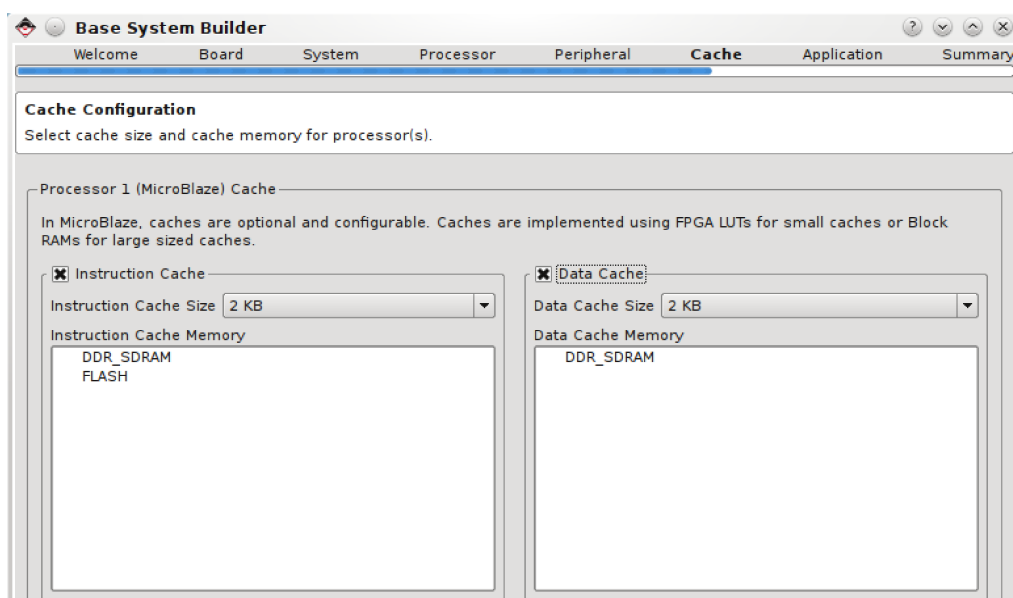 Base System Builder
Welcome Board System Processor Peripheral Cache Application Summary
Cache Configuration
Select cache size and cache memory for processor(s).
Processor 1 (MicroBlaze) Cache
In MicroBlaze, caches are optional and configurable. Caches are implemented using FPGA LUTs for small caches or Block
RAMs for large sized caches.
Instruction Cache
Instruction Cache Size 2 KB
Instruction Cache Memory
DDR_SDRAM
FLASH
Data Cache
Data Cache Size 2 KB
Data Cache Memory
DDR_SDRAM